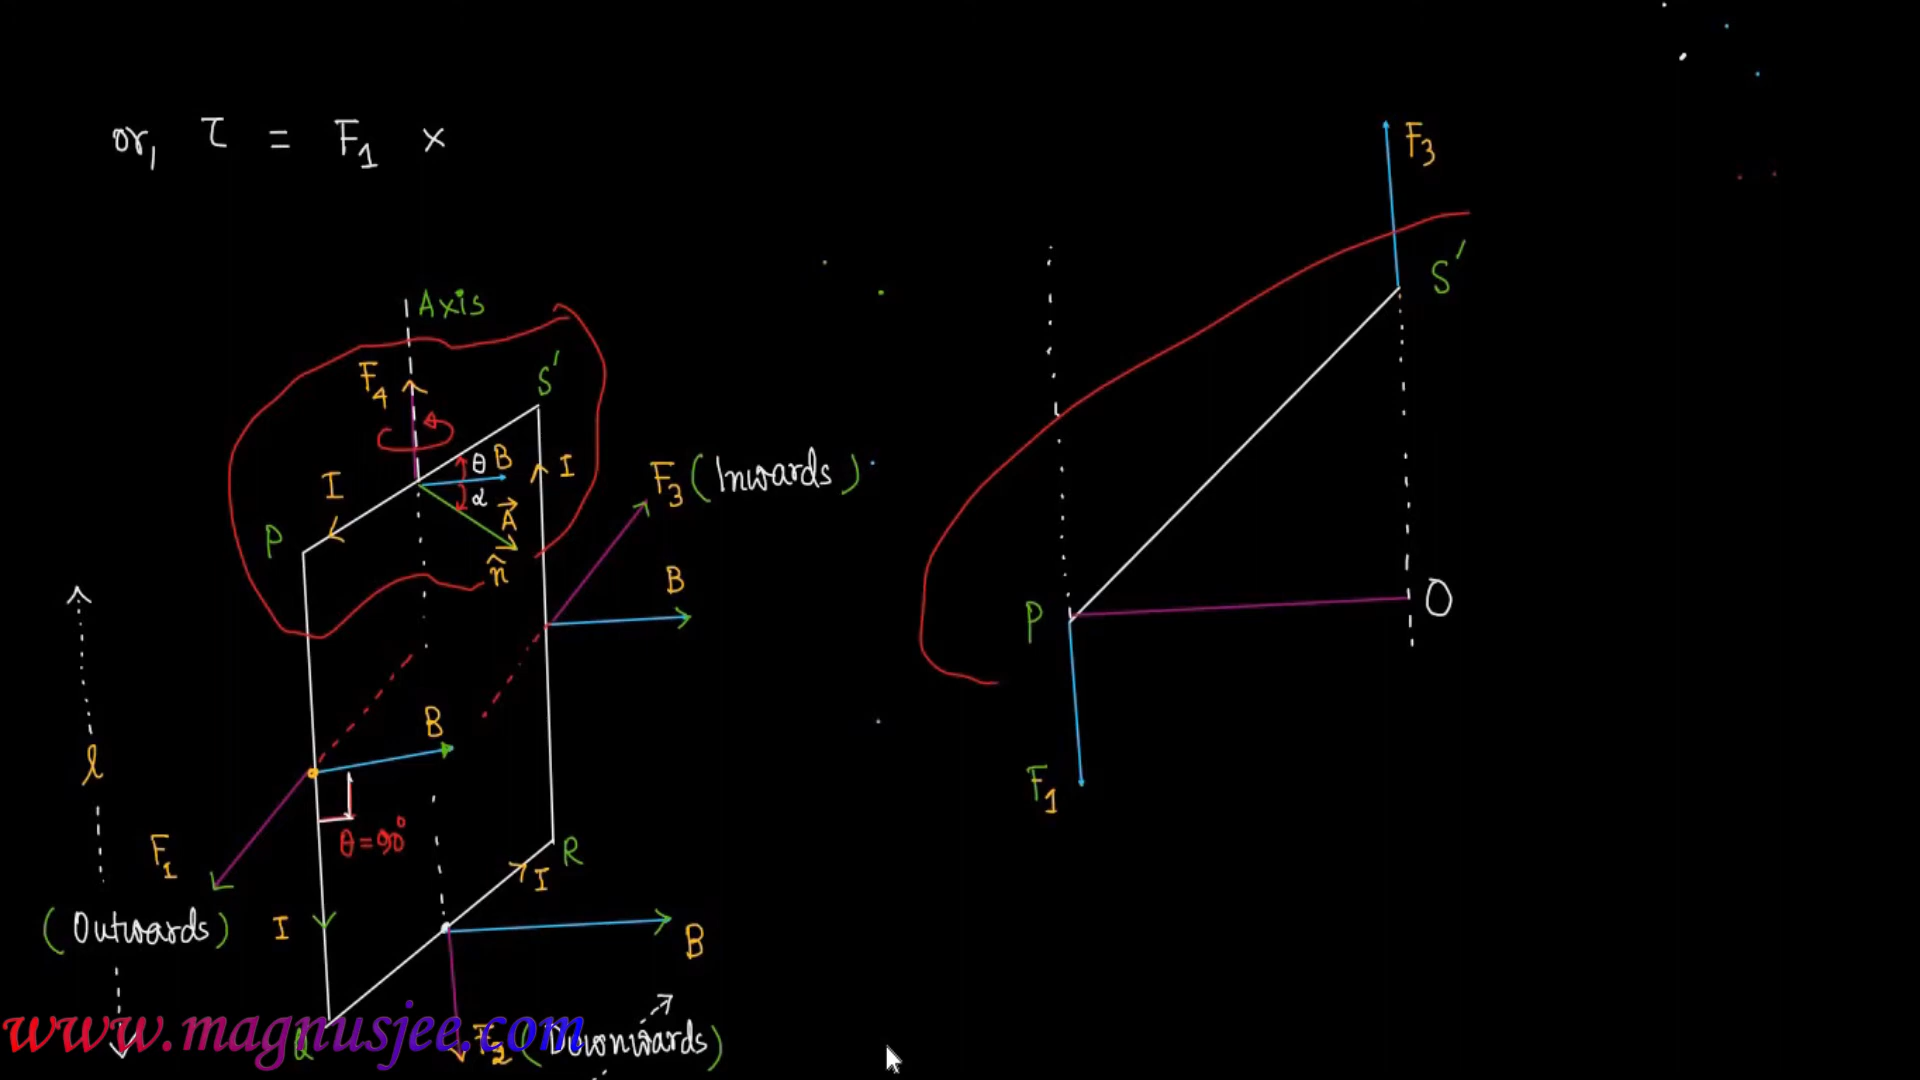 or, τ = F₁ ×
F₃
S'
Axis
F₄
S'
I
θ
B
I
α
A⃗
n̂
P
F₃ (Inwards)
B
P
O
l
B
θ = 90°
F₁
F₁
(Outwards)
I
I
R
B
Q
F₂ (Downwards)
www.magnusjee.com